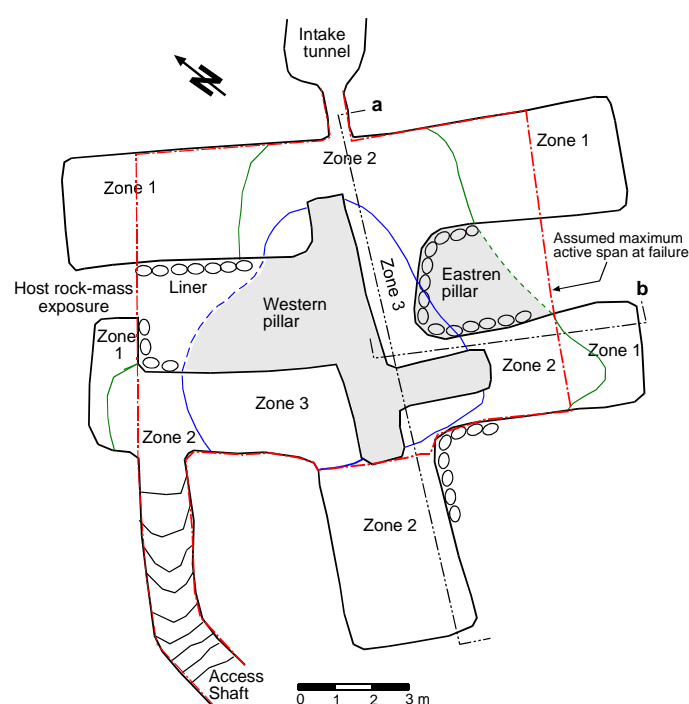 Intake
tunnel
N
a
Zone 1
Zone 2
Zone 1
Zone 3
Assumed maximum
active span at failure
Eastren
pillar
Host rock-mass
exposure
Liner
Western
pillar
b
Zone
1
Zone 2
Zone 1
Zone 3
Zone 2
Zone 2
Access
Shaft
0 1 2 3 m